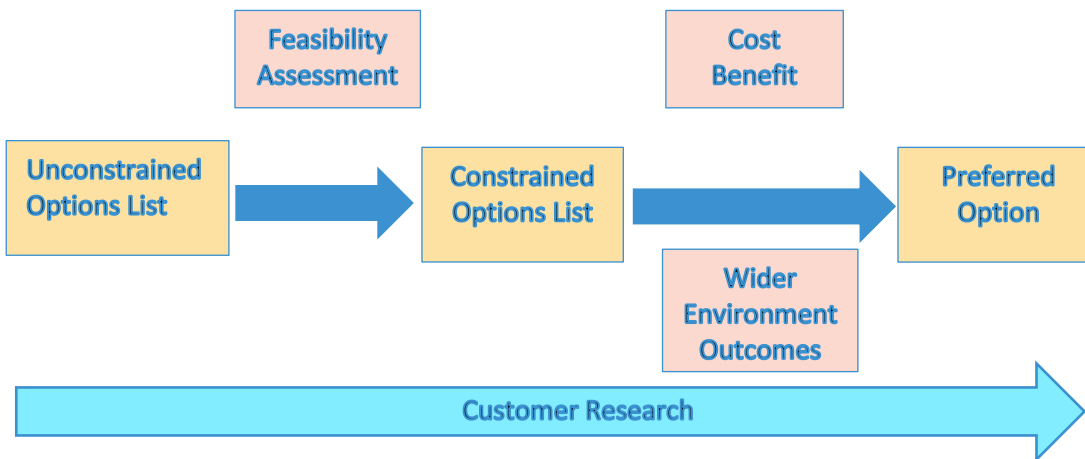 Feasibility
Assessment
Cost
Benefit
Unconstrained
Options List
Constrained
Options List
Preferred
Option
Wider
Environment
Outcomes
Customer Research